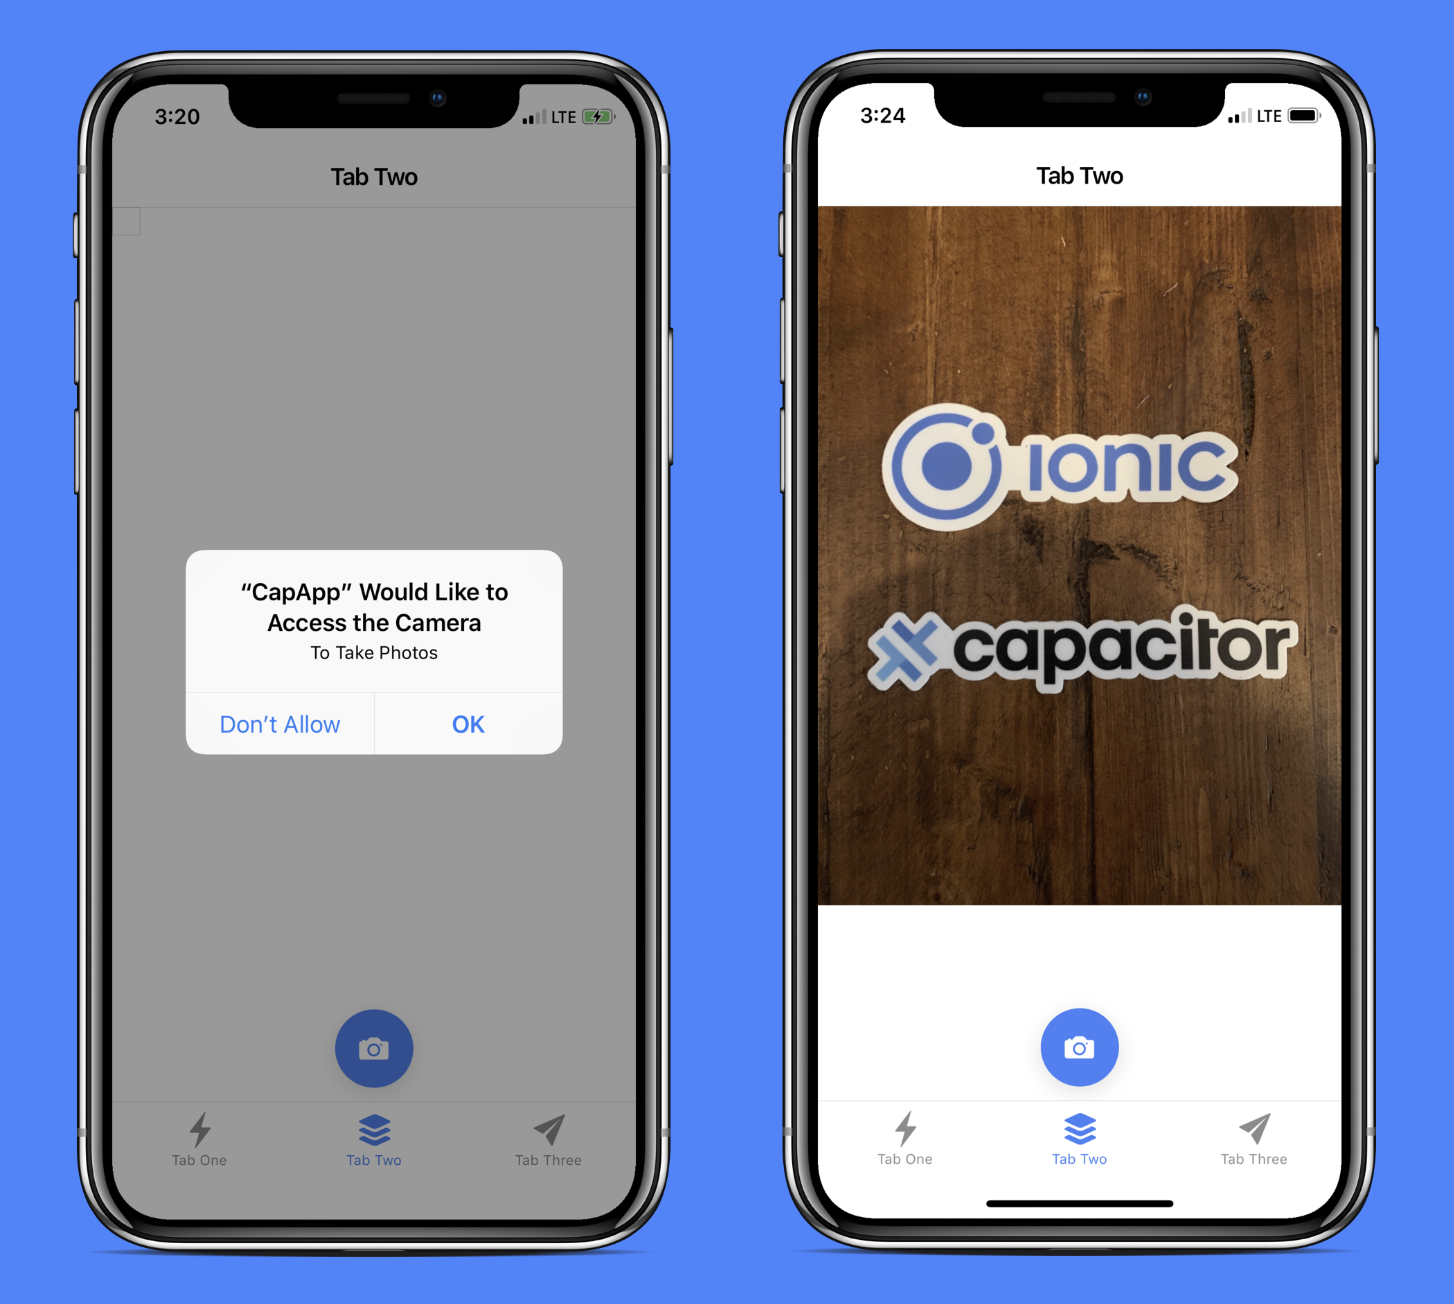 3:20
LTE
Tab Two
“CapApp” Would Like to
Access the Camera
To Take Photos
Don’t Allow
OK
Tab One
Tab Two
Tab Three
3:24
LTE
Tab Two
ionic
capacitor
Tab One
Tab Two
Tab Three